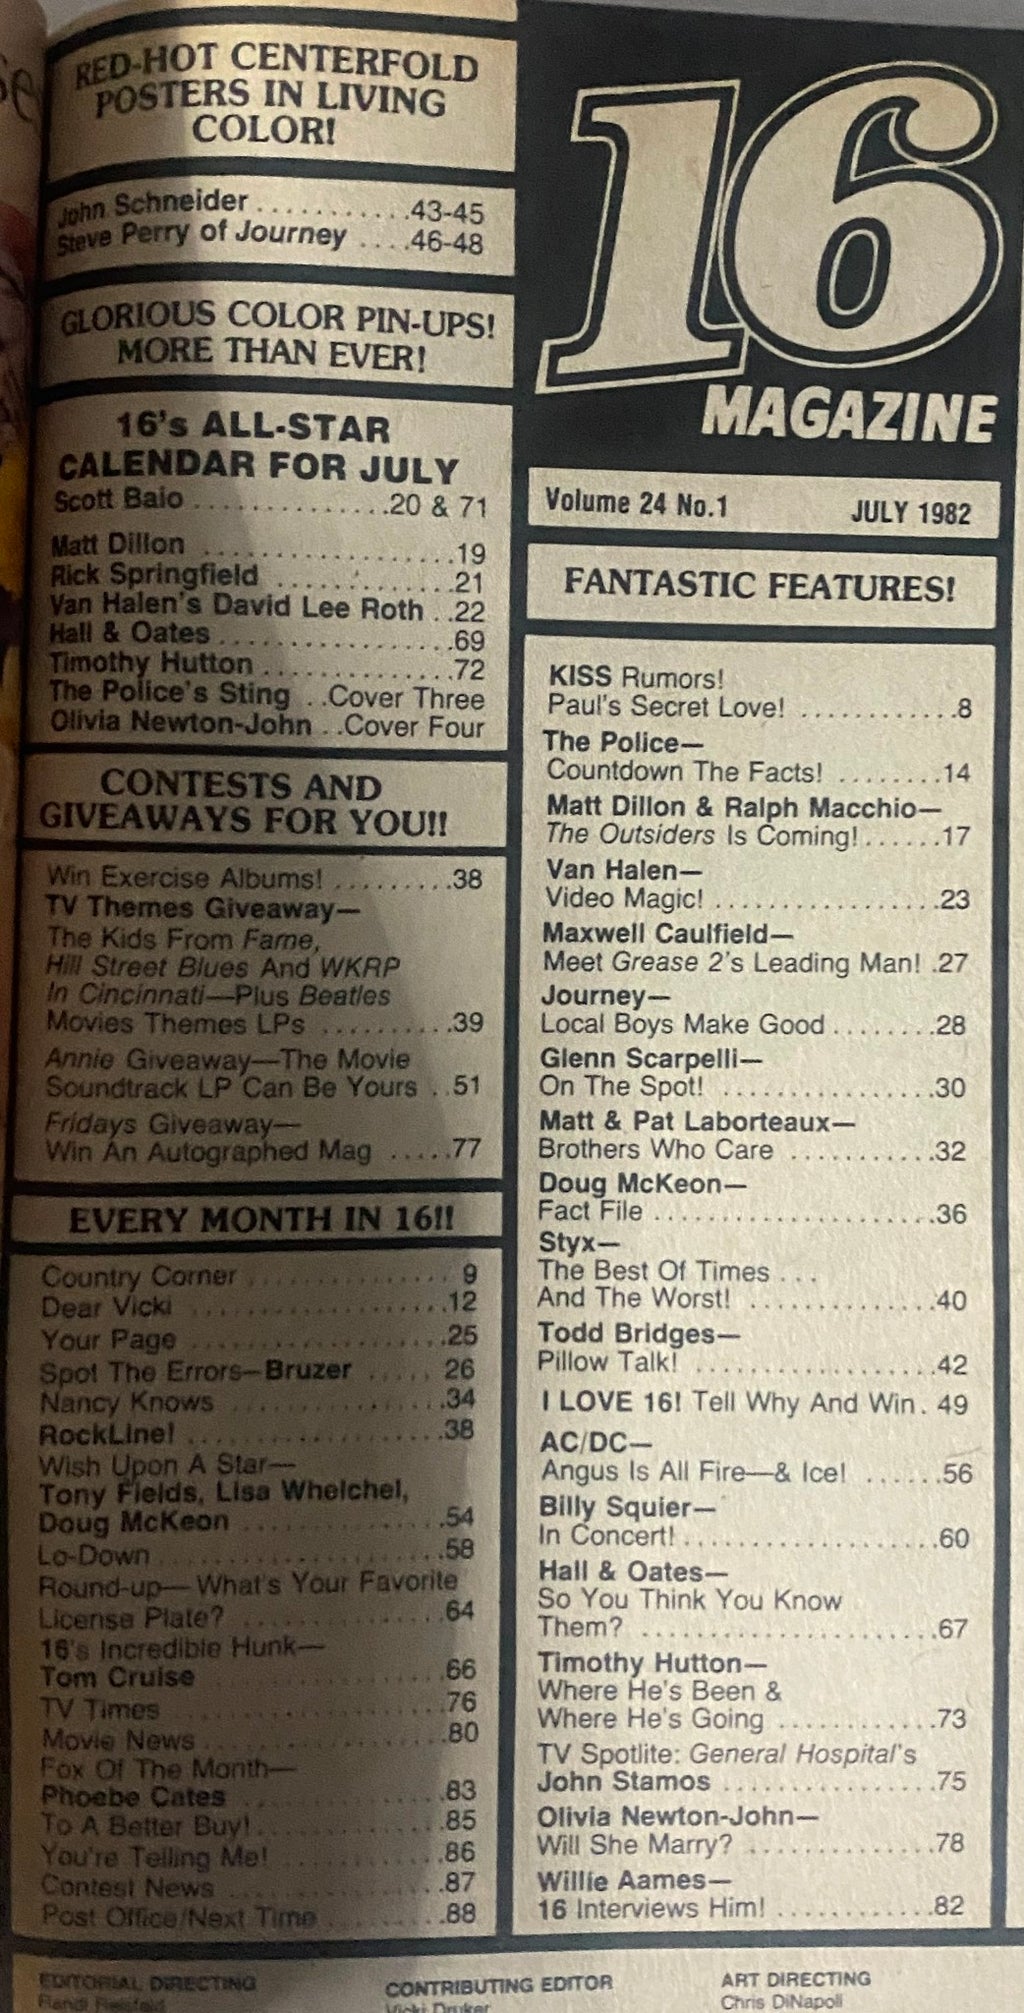 RED-HOT CENTERFOLD
POSTERS IN LIVING
COLOR!
John Schneider ...........43-45
Steve Perry of Journey ....46-48
GLORIOUS COLOR PIN-UPS!
MORE THAN EVER!
16's ALL-STAR
CALENDAR FOR JULY
Scott Baio ..............20 & 71
Matt Dillon ..................19
Rick Springfield .............21
Van Halen's David Lee Roth ..22
Hall & Oates .................69
Timothy Hutton ..............72
The Police's Sting ..Cover Three
Olivia Newton-John ..Cover Four
CONTESTS AND
GIVEAWAYS FOR YOU!!
Win Exercise Albums! .........38
TV Themes Giveaway—
The Kids From Fame,
Hill Street Blues And WKRP
In Cincinnati—Plus Beatles
Movies Themes LPs ..........39
Annie Giveaway—The Movie
Soundtrack LP Can Be Yours ..51
Fridays Giveaway—
Win An Autographed Mag .....77
EVERY MONTH IN 16!!
Country Corner ................ 9
Dear Vicki ....................12
Your Page .....................25
Spot The Errors—Bruzer ..... 26
Nancy Knows ..................34
RockLine! .....................38
Wish Upon A Star—
Tony Fields, Lisa Whelchel,
Doug McKeon ................54
Lo-Down ......................58
Round-up—What's Your Favorite
License Plate? ................64
16's Incredible Hunk—
Tom Cruise ...................66
TV Times .....................76
Movie News ...................80
Fox Of The Month—
Phoebe Cates .................83
To A Better Buy! ..............85
You're Telling Me! .............86
Contest News .................87
Post Office/Next Time .........88
EDITORIAL DIRECTING
16
MAGAZINE
Volume 24 No.1 JULY 1982
FANTASTIC FEATURES!
KISS Rumors!
Paul's Secret Love! ............8
The Police—
Countdown The Facts! ........14
Matt Dillon & Ralph Macchio—
The Outsiders Is Coming!......17
Van Halen—
Video Magic! .................23
Maxwell Caulfield—
Meet Grease 2's Leading Man! .27
Journey—
Local Boys Make Good ........28
Glenn Scarpelli—
On The Spot! ................30
Matt & Pat Laborteaux—
Brothers Who Care ...........32
Doug McKeon—
Fact File .....................36
Styx—
The Best Of Times ...
And The Worst! ..............40
Todd Bridges—
Pillow Talk! ..................42
I LOVE 16! Tell Why And Win. 49
AC/DC—
Angus Is All Fire—& Ice! ......56
Billy Squier—
In Concert!...................60
Hall & Oates—
So You Think You Know
Them? ......................67
Timothy Hutton—
Where He's Been &
Where He's Going ............73
TV Spotlite: General Hospital's
John Stamos ................75
Olivia Newton-John—
Will She Marry? ..............78
Willie Aames—
16 Interviews Him! ............82
CONTRIBUTING EDITOR
Vicki Druker
ART DIRECTING
Chris DiNapoli